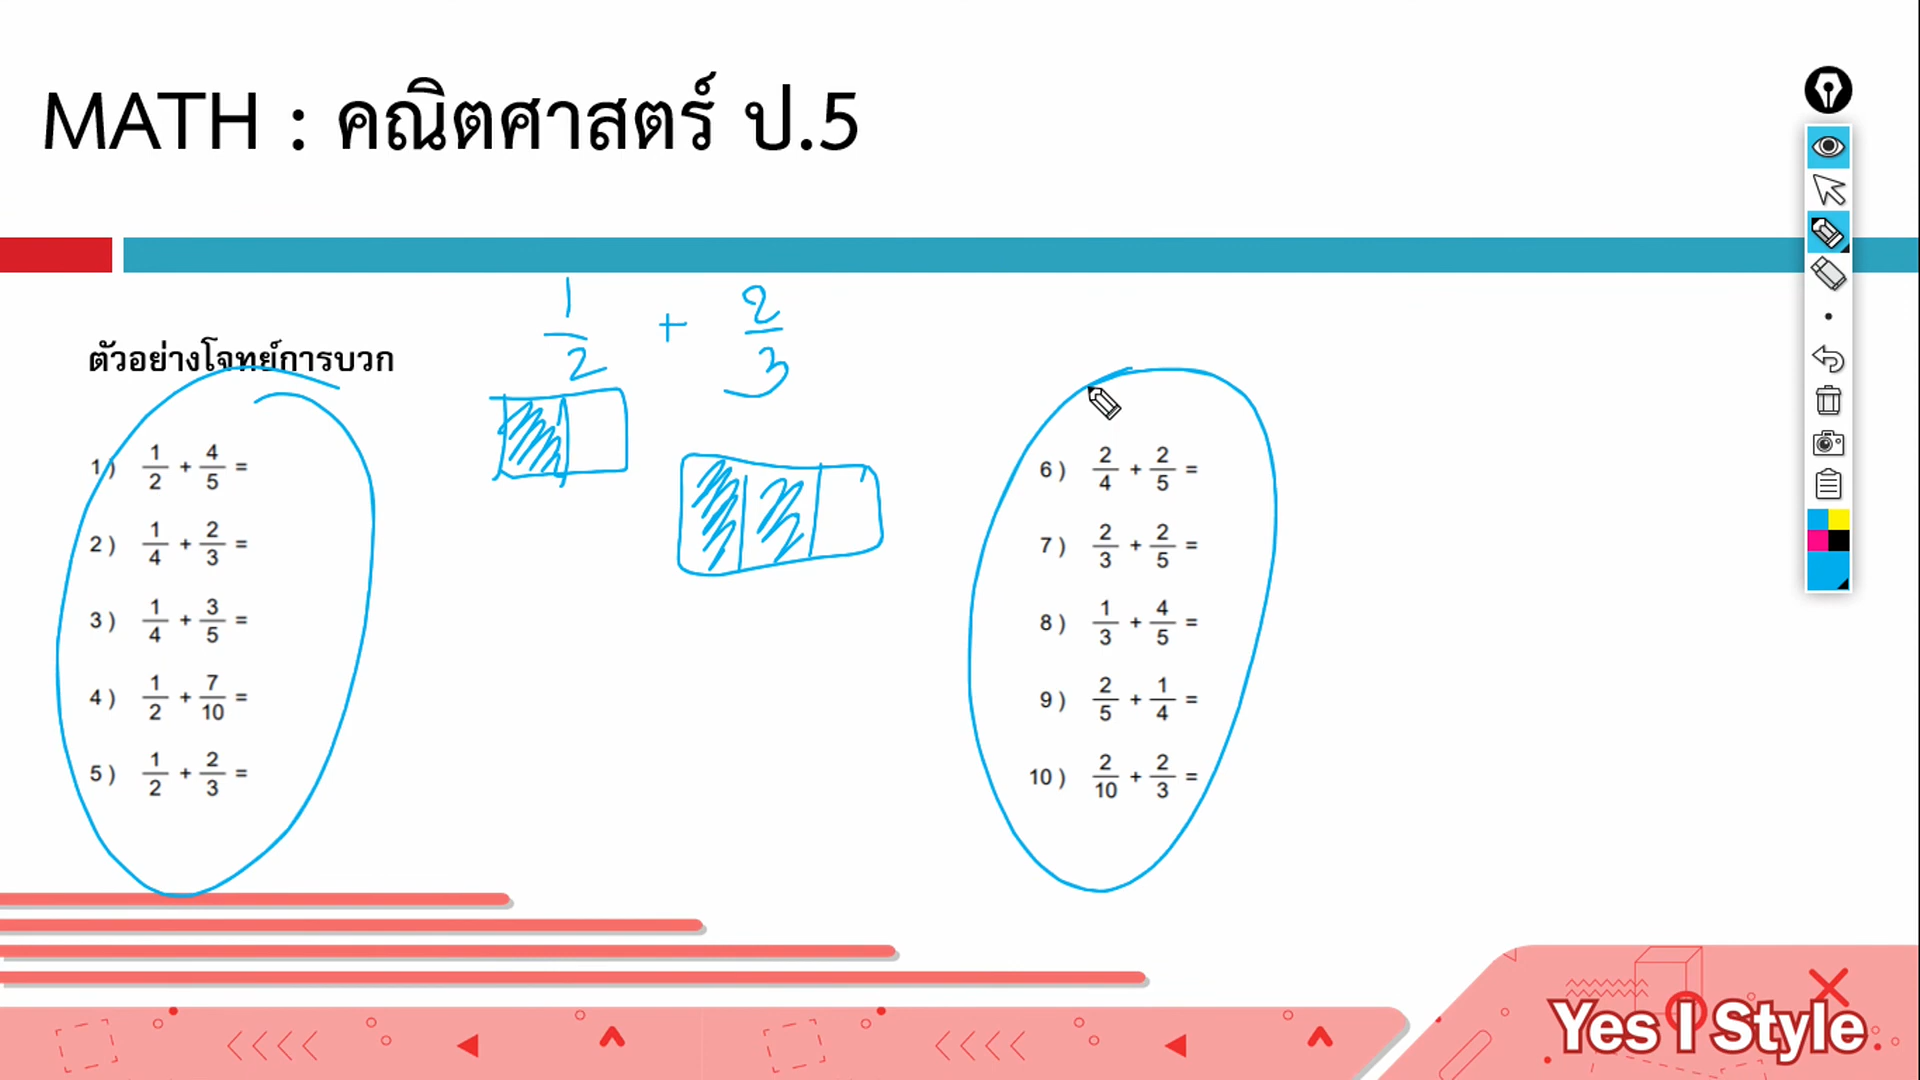 MATH : คณิตศาสตร์ ป.5
1/2 + 2/3
ตัวอย่างโจทย์การบวก
1) 1/2 + 4/5 =
2) 1/4 + 2/3 =
3) 1/4 + 3/5 =
4) 1/2 + 7/10 =
5) 1/2 + 2/3 =
6) 2/4 + 2/5 =
7) 2/3 + 2/5 =
8) 1/3 + 4/5 =
9) 2/5 + 1/4 =
10) 2/10 + 2/3 =
Yes I Style